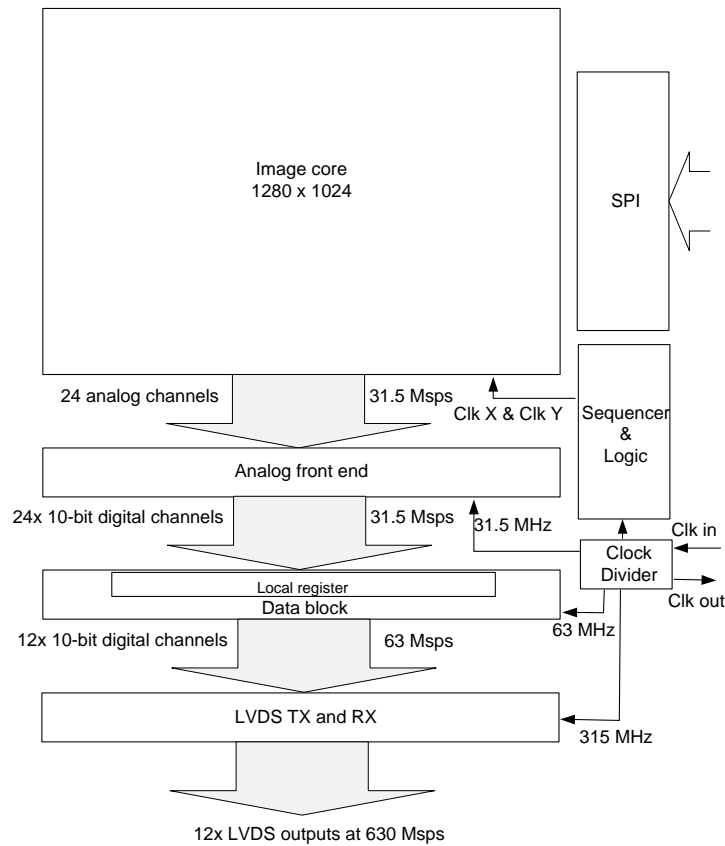 Image core
1280 x 1024
SPI
24 analog channels
31.5 Msps
Clk X & Clk Y
Sequencer
&
Logic
Analog front end
24x 10-bit digital channels
31.5 Msps
31.5 MHz
Clk in
Clock
Divider
Clk out
Local register
Data block
12x 10-bit digital channels
63 Msps
63 MHz
LVDS TX and RX
315 MHz
12x LVDS outputs at 630 Msps